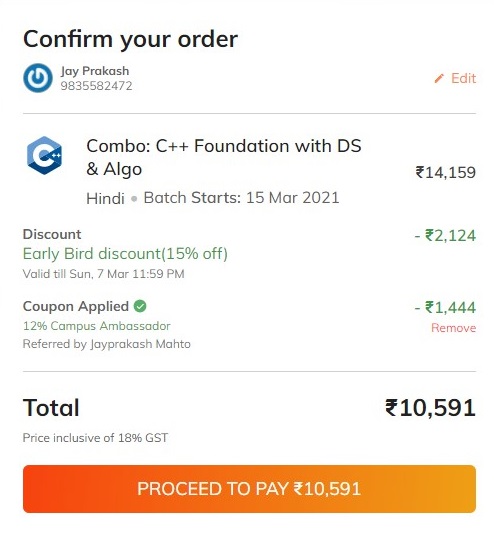 Confirm your order
Jay Prakash
9835582472
Edit
Combo: C++ Foundation with DS
& Algo
₹14,159
Hindi • Batch Starts: 15 Mar 2021
Discount
- ₹2,124
Early Bird discount(15% off)
Valid till Sun, 7 Mar 11:59 PM
Coupon Applied
- ₹1,444
12% Campus Ambassador
Remove
Referred by Jayprakash Mahto
Total
₹10,591
Price inclusive of 18% GST
PROCEED TO PAY ₹10,591